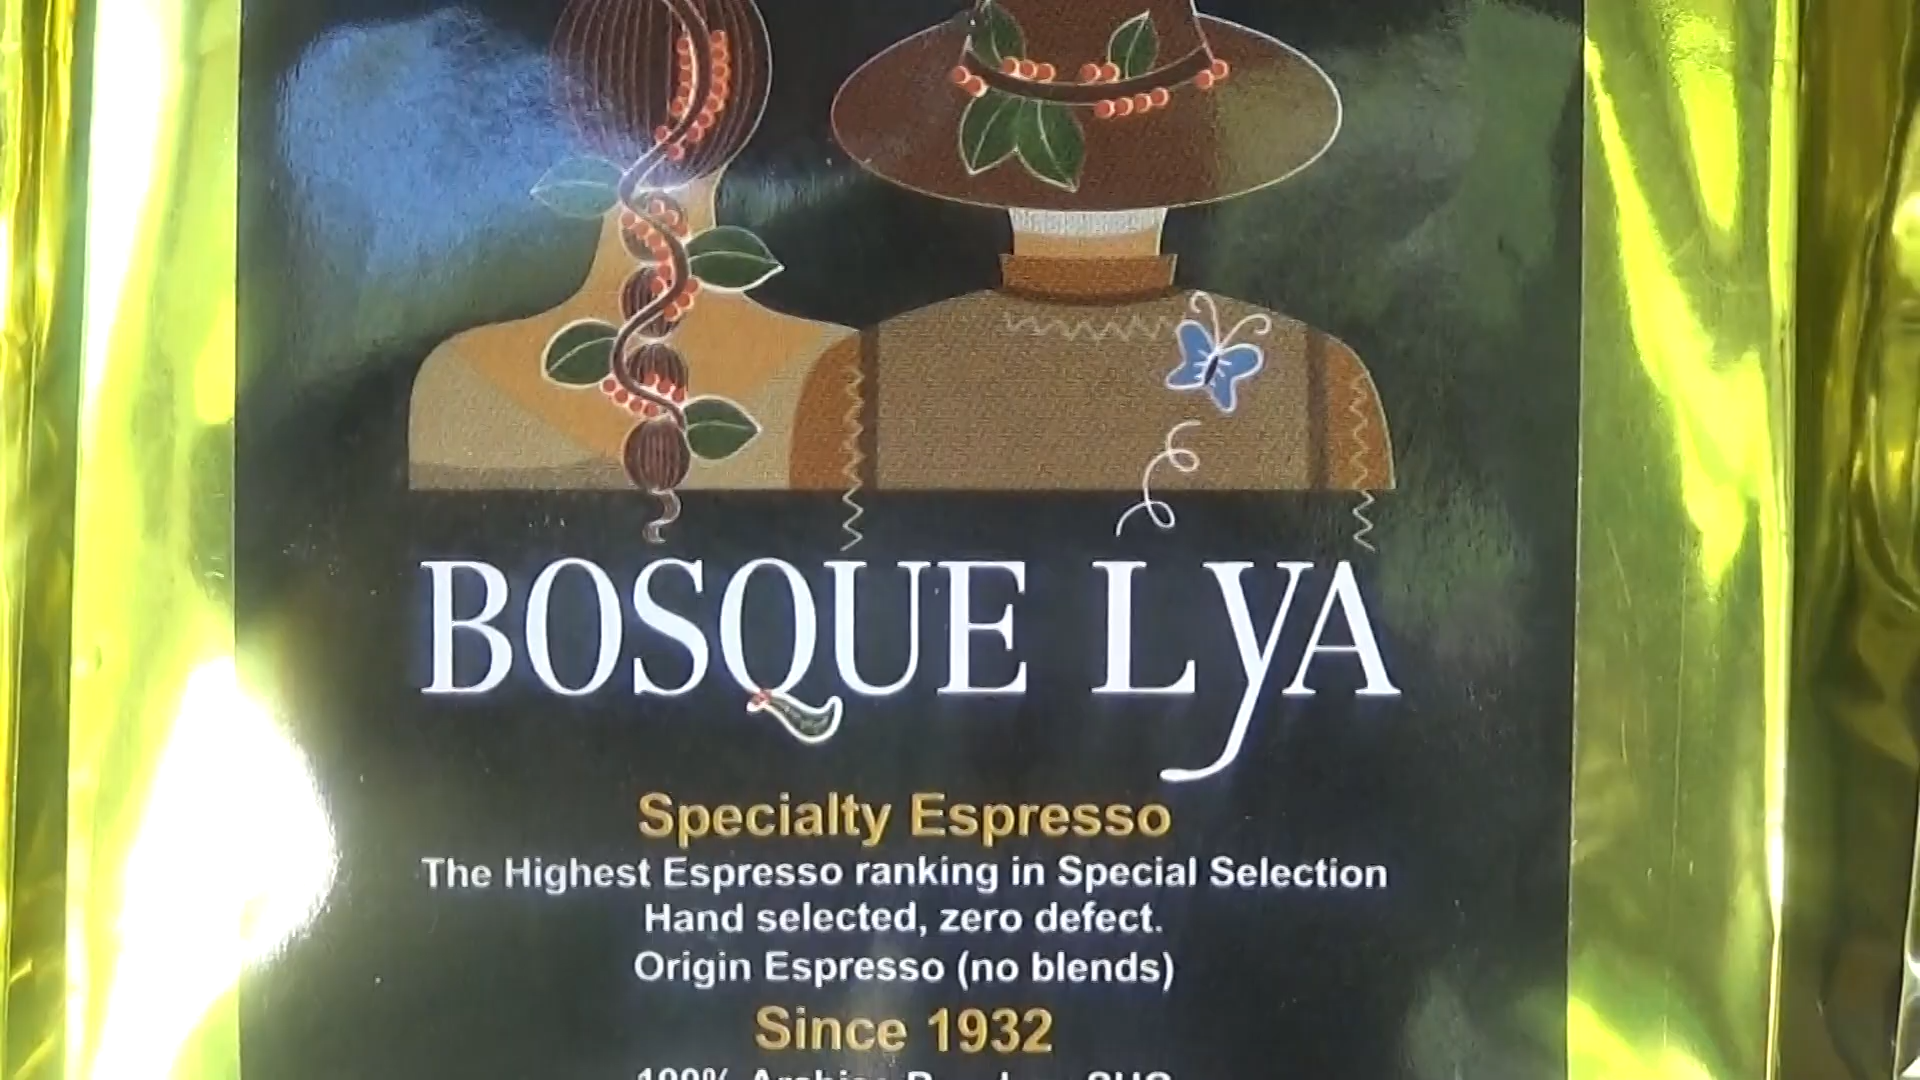 BOSQUE LyA
Specialty Espresso
The Highest Espresso ranking in Special Selection
Hand selected, zero defect.
Origin Espresso (no blends)
Since 1932
100%